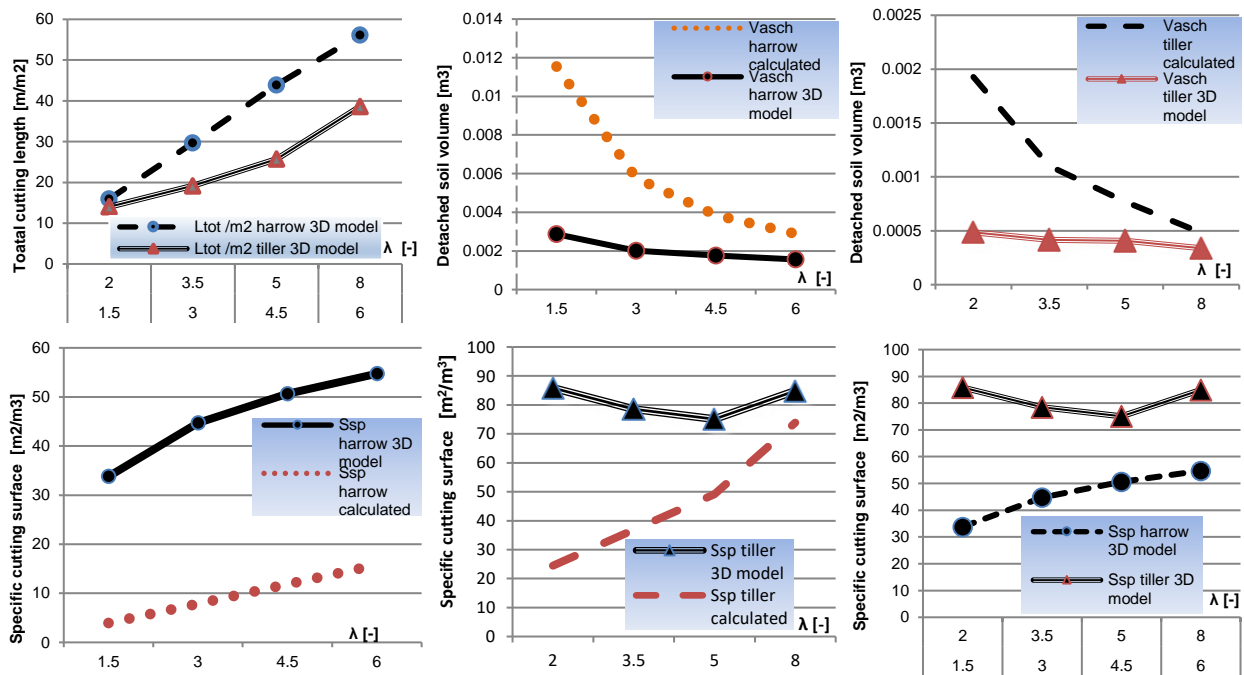 Toatal cutting length [m/m2]
60
50
40
30
20
10
0
Ltot /m2 harrow 3D model
Ltot /m2 tiller 3D model
λ [-]
2 3.5 5 8
1.5 3 4.5 6
Detached soil volume [m3]
0.014
0.012
0.01
0.008
0.006
0.004
0.002
0
Vasch
harrow calculated
Vasch
harrow 3D
model
λ [-]
1.5 3 4.5 6
Detached soil volume [m3]
0.0025
0.002
0.0015
0.001
0.0005
0
Vasch
tiller
calculated
Vasch
tiller 3D
model
λ [-]
2 3.5 5 8
Specific cutting surface [m2/m3]
60
50
40
30
20
10
0
Ssp
harrow 3D
model
Ssp
harrow calculated
λ [-]
1.5 3 4.5 6
Specific cutting surface [m²/m³]
100
90
80
70
60
50
40
30
20
10
0
Ssp tiller
3D model
Ssp tiller
calculated
λ [-]
2 3.5 5 8
Specific cutting surface [m2/m3]
100
90
80
70
60
50
40
30
20
10
0
Ssp harrow
3D model
Ssp tiller 3D
model
λ [-]
2 3.5 5 8
1.5 3 4.5 6